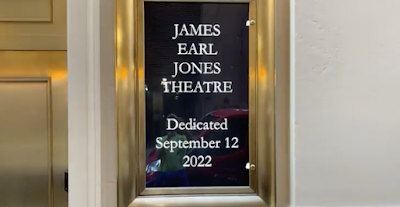 JAMES
EARL
JONES
THEATRE
Dedicated
September 12
2022